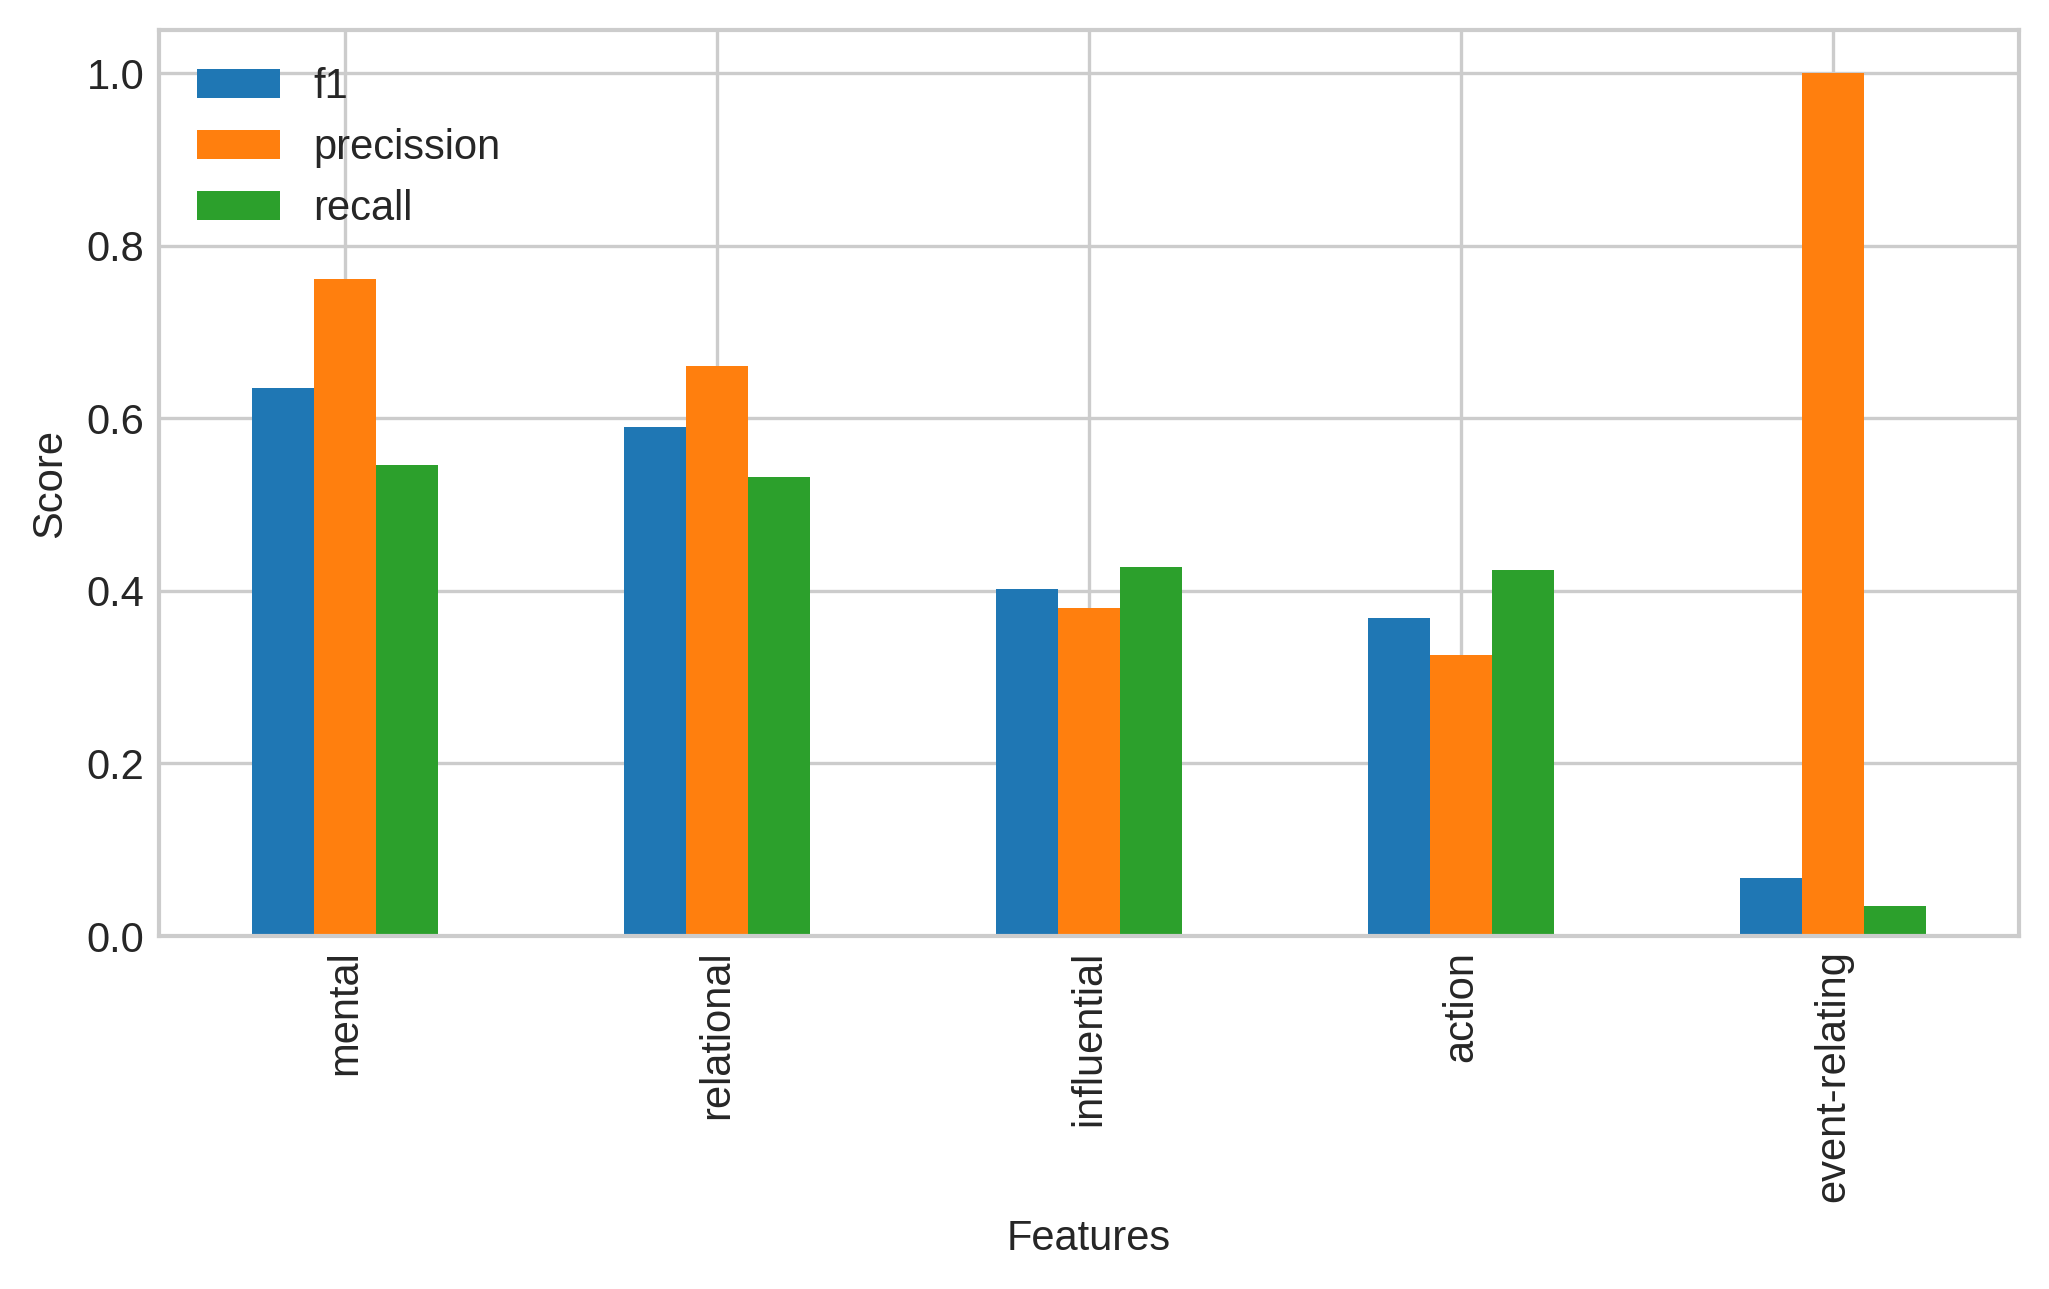 f1
precission
recall
1.0
0.8
0.6
0.4
0.2
0.0
Score
mental
relational
influential
action
event-relating
Features